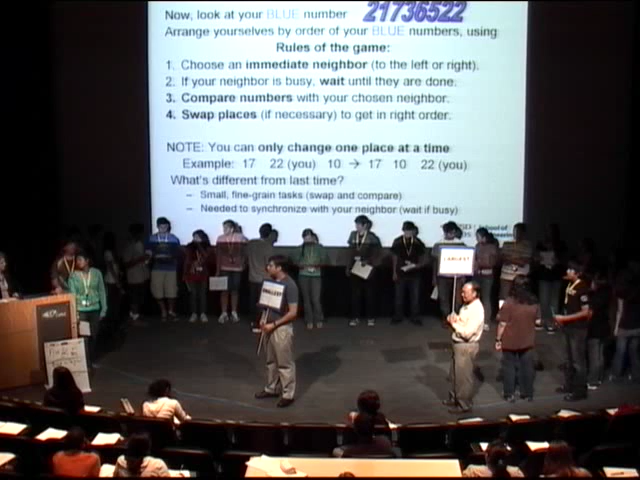 Now, look at your BLUE number 21736522
Arrange yourselves by order of your BLUE numbers, using
Rules of the game:
1. Choose an immediate neighbor (to the left or right).
2. If your neighbor is busy, wait until they are done.
3. Compare numbers with your chosen neighbor.
4. Swap places (if necessary) to get in right order.
NOTE: You can only change one place at a time
Example: 17 22 (you) 10 → 17 10 22 (you)
What's different from last time?
– Small, fine-grain tasks (swap and compare)
– Needed to synchronize with your neighbor (wait if busy)
School of
LARGEST
SMALLEST